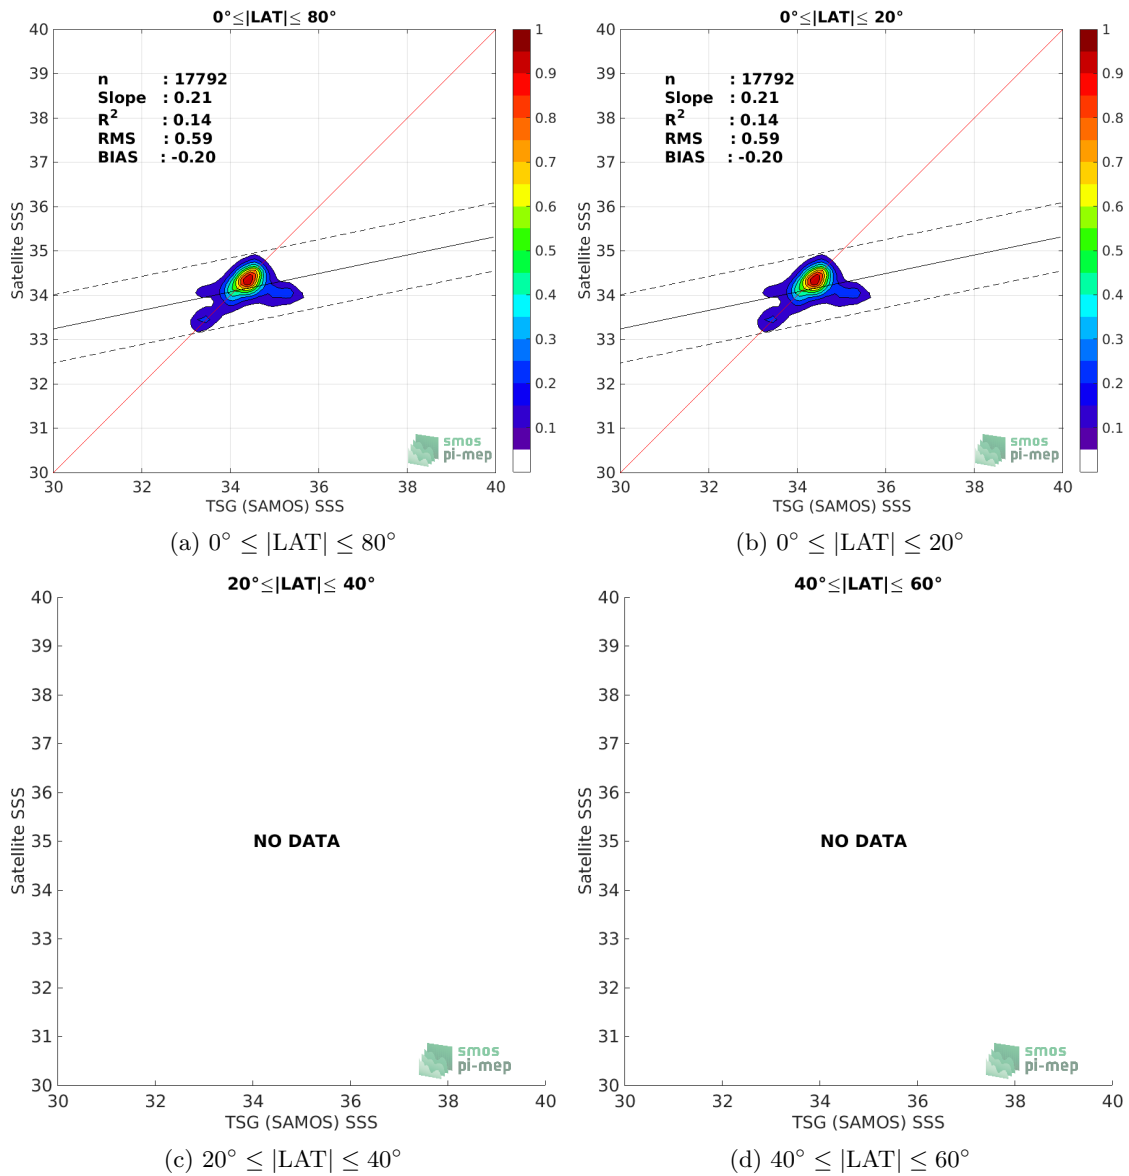 0°≤|LAT|≤ 80°
40
39
38
37
36
35
34
33
32
31
30
Satellite SSS
n : 17792
Slope : 0.21
R2 : 0.14
RMS : 0.59
BIAS : -0.20
smos
pi-mep
30 32 34 36 38 40
TSG (SAMOS) SSS
1
0.9
0.8
0.7
0.6
0.5
0.4
0.3
0.2
0.1
(a) 0° ≤ |LAT| ≤ 80°
0°≤|LAT|≤ 20°
40
39
38
37
36
35
34
33
32
31
30
Satellite SSS
n : 17792
Slope : 0.21
R2 : 0.14
RMS : 0.59
BIAS : -0.20
smos
pi-mep
30 32 34 36 38 40
TSG (SAMOS) SSS
1
0.9
0.8
0.7
0.6
0.5
0.4
0.3
0.2
0.1
(b) 0° ≤ |LAT| ≤ 20°
20°≤|LAT|≤ 40°
40
39
38
37
36
35
34
33
32
31
30
Satellite SSS
NO DATA
smos
pi-mep
30 32 34 36 38 40
TSG (SAMOS) SSS
(c) 20° ≤ |LAT| ≤ 40°
40°≤|LAT|≤ 60°
40
39
38
37
36
35
34
33
32
31
30
Satellite SSS
NO DATA
smos
pi-mep
30 32 34 36 38 40
TSG (SAMOS) SSS
(d) 40° ≤ |LAT| ≤ 60°